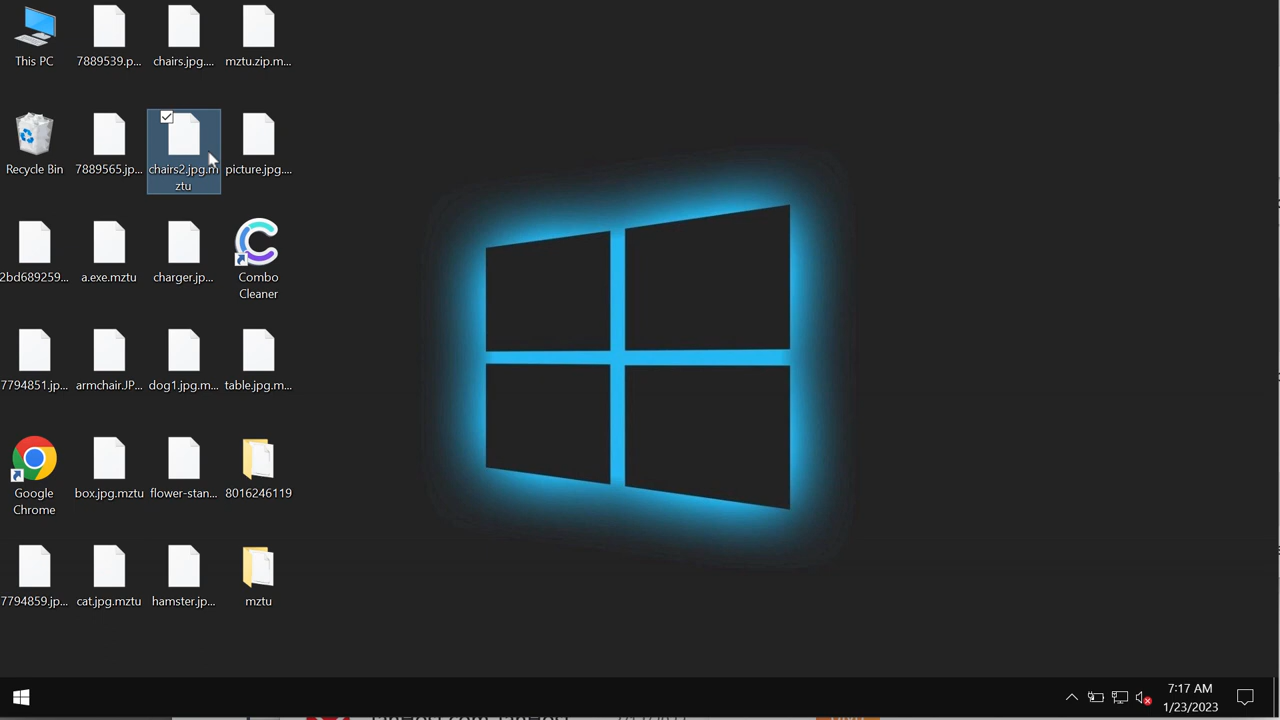 This PC
7889539.p...
chairs.jpg....
mztu.zip.m...
Recycle Bin
7889565.jp...
chairs2.jpg.m
ztu
picture.jpg....
2bd689259...
a.exe.mztu
charger.jp...
Combo
Cleaner
7794851.jp...
armchair.JP...
dog1.jpg.m...
table.jpg.m...
Google
Chrome
box.jpg.mztu
flower-stan...
8016246119
7794859.jp...
cat.jpg.mztu
hamster.jp...
mztu
7:17 AM
1/23/2023